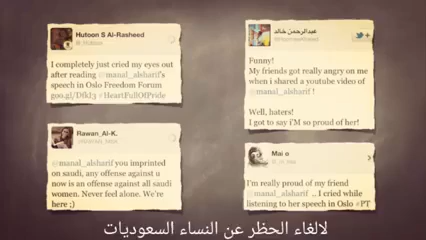 Hutoon S Al-Rasheed
I completely just cried my eyes out
after reading @manal_alsharif's
speech in Oslo Freedom Forum
goo.gl/Dfkl3 #HeartFullOfPride
عبدالرحمن خالد
Funny!
My friends got really angry on me
when i shared a youtube video of
@manal_alsharif !
Well, haters!
I got to say i'M so proud of her!
Rawan_Al-K.
@manal_alsharif you imprinted
on saudi, any offense against u
now is an offense against all saudi
women. Never feel alone. We're
here ;)
Mai o
I'm really proud of my friend
@manal_alsharif .. I cried while
listening to her speech in Oslo #PT
لالغاء الحظر عن النساء السعوديات